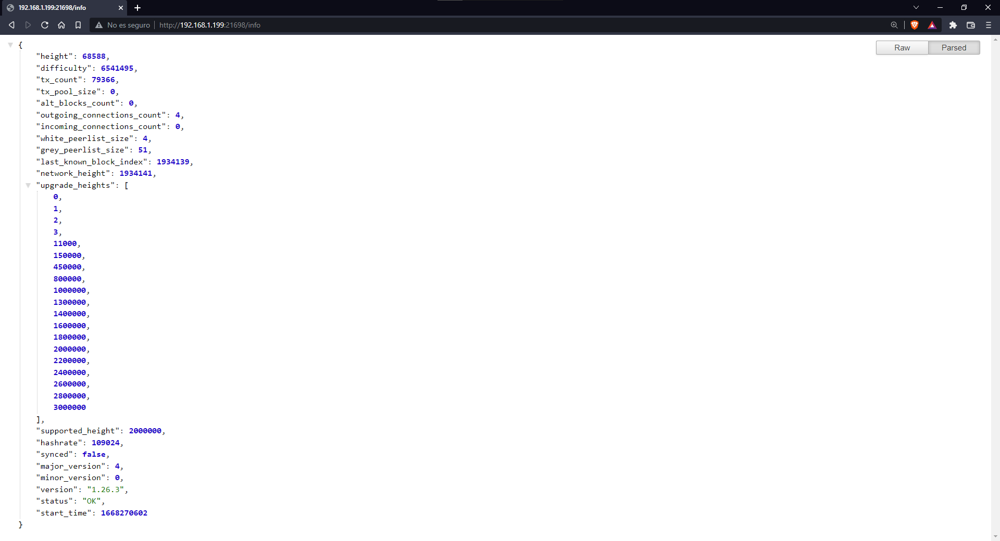 192.168.1.199:21698/info
No es seguro
http://192.168.1.199:21698/info
Raw
Parsed
{
"height": 68588,
"difficulty": 6541495,
"tx_count": 79366,
"tx_pool_size": 0,
"alt_blocks_count": 0,
"outgoing_connections_count": 4,
"incoming_connections_count": 0,
"white_peerlist_size": 4,
"grey_peerlist_size": 51,
"last_known_block_index": 1934139,
"network_height": 1934141,
"upgrade_heights": [
0,
1,
2,
3,
11000,
150000,
450000,
800000,
1000000,
1300000,
1400000,
1600000,
1800000,
2000000,
2200000,
2400000,
2600000,
2800000,
3000000
],
"supported_height": 2000000,
"hashrate": 109024,
"synced": false,
"major_version": 4,
"minor_version": 0,
"version": "1.26.3",
"status": "OK",
"start_time": 1668270602
}